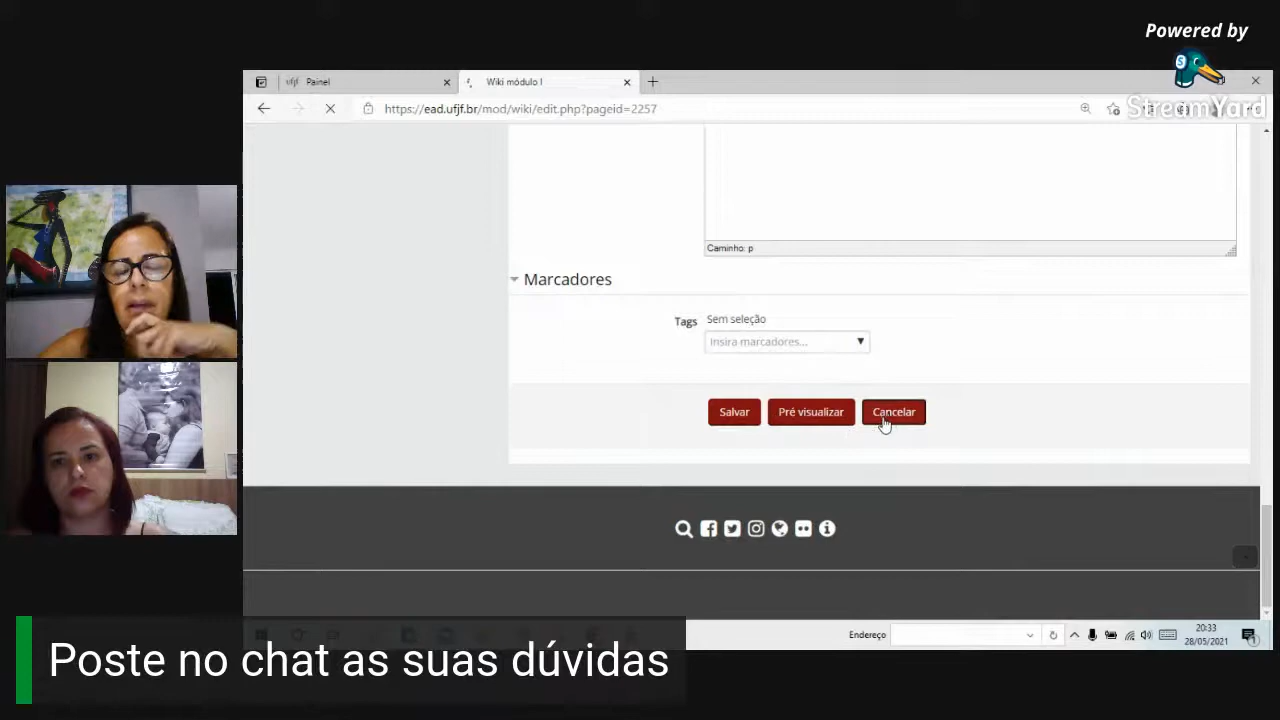 Powered by
StreamYard
ufjf Painel
Wiki módulo I
https://ead.ufjf.br/mod/wiki/edit.php?pageid=2257
Caminho: p
Marcadores
Tags
Sem seleção
Insira marcadores...
Salvar
Pré visualizar
Cancelar
Endereço
20:33
28/05/2021
Poste no chat as suas dúvidas